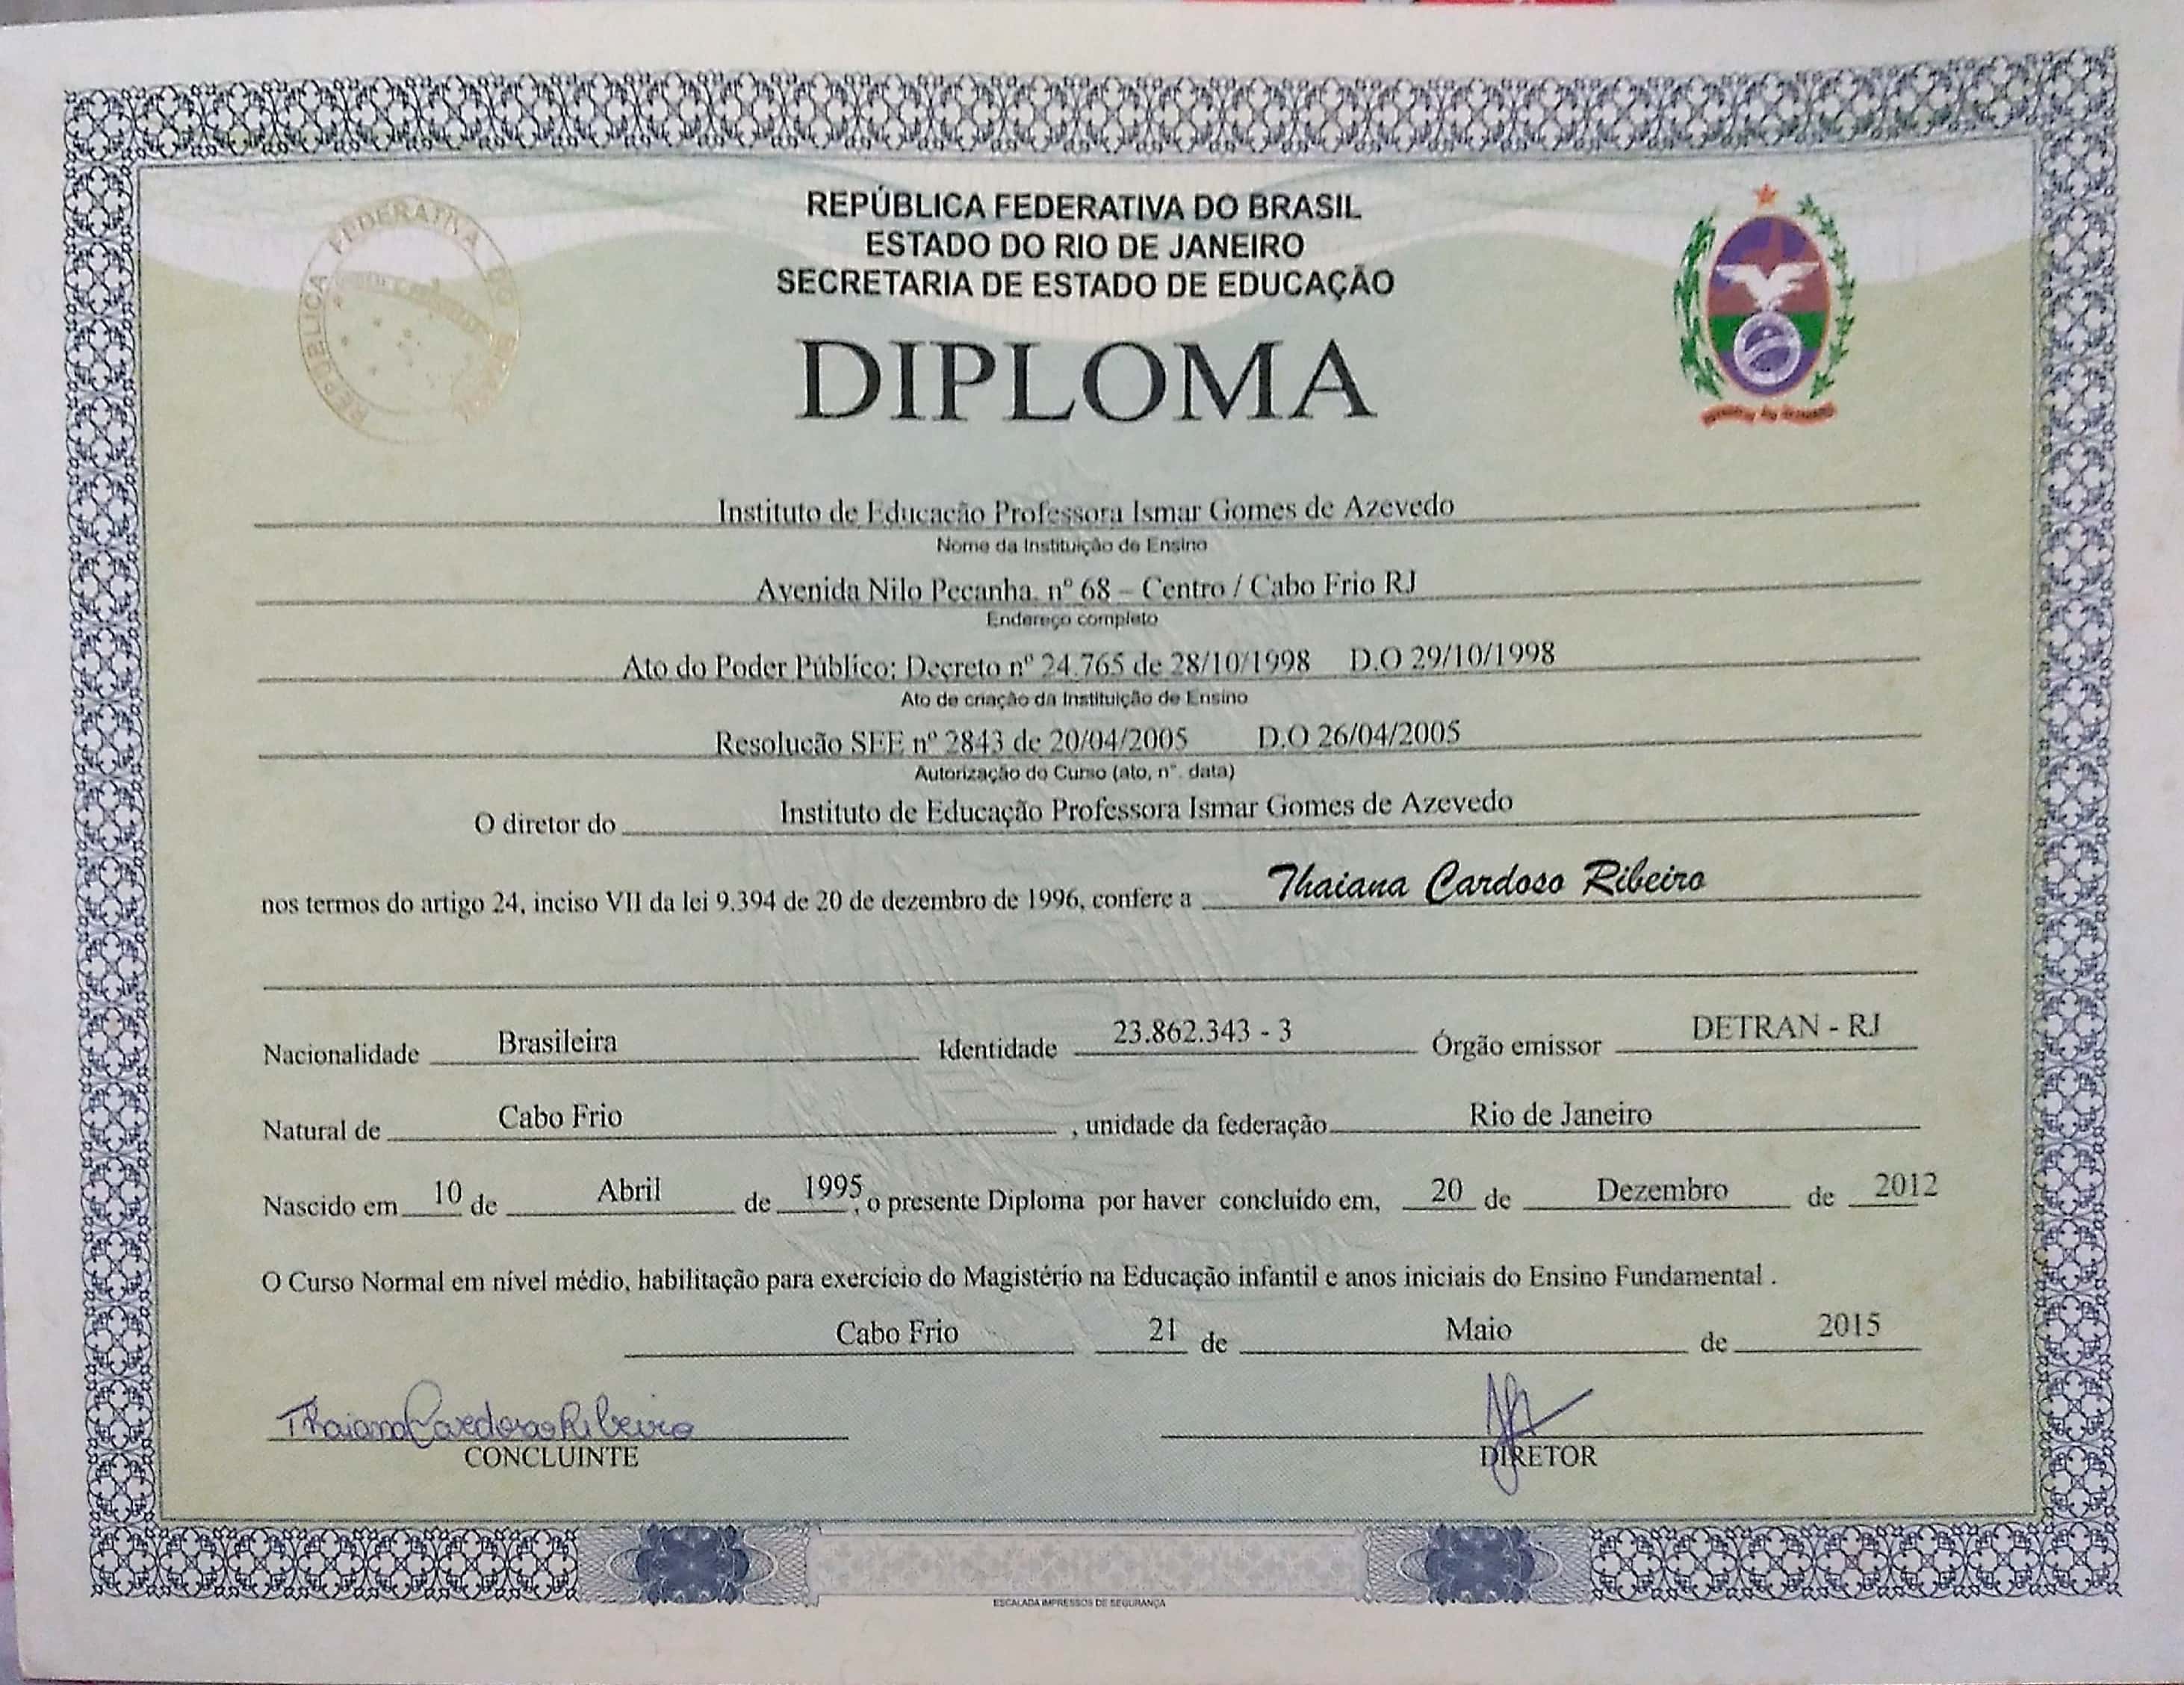 REPÚBLICA FEDERATIVA DO BRASIL
ESTADO DO RIO DE JANEIRO
SECRETARIA DE ESTADO DE EDUCAÇÃO
REPÚBLICA FEDERATIVA DO BRASIL
DIPLOMA
Instituto de Educação Professora Ismar Gomes de Azevedo
Nome da Instituição de Ensino
Avenida Nilo Peçanha, nº 68 – Centro / Cabo Frio RJ
Endereço completo
Ato do Poder Público: Decreto nº 24.765 de 28/10/1998 D.O 29/10/1998
Ato de criação da Instituição de Ensino
Resolução SEE nº 2843 de 20/04/2005 D.O 26/04/2005
Autorização do Curso (ato, n°. data)
O diretor do Instituto de Educação Professora Ismar Gomes de Azevedo
nos termos do artigo 24, inciso VII da lei 9.394 de 20 de dezembro de 1996, confere a Thaiana Cardoso Ribeiro
Nacionalidade Brasileira Identidade 23.862.343 - 3 Órgão emissor DETRAN - RJ
Natural de Cabo Frio , unidade da federação Rio de Janeiro
Nascido em 10 de Abril de 1995, o presente Diploma por haver concluído em, 20 de Dezembro de 2012
O Curso Normal em nível médio, habilitação para exercício do Magistério na Educação infantil e anos iniciais do Ensino Fundamental .
Cabo Frio 21 de Maio de 2015
Thaiana Cardoso Ribeiro
CONCLUINTE DIRETOR
ESCALADA IMPRESSOS DE SEGURANÇA